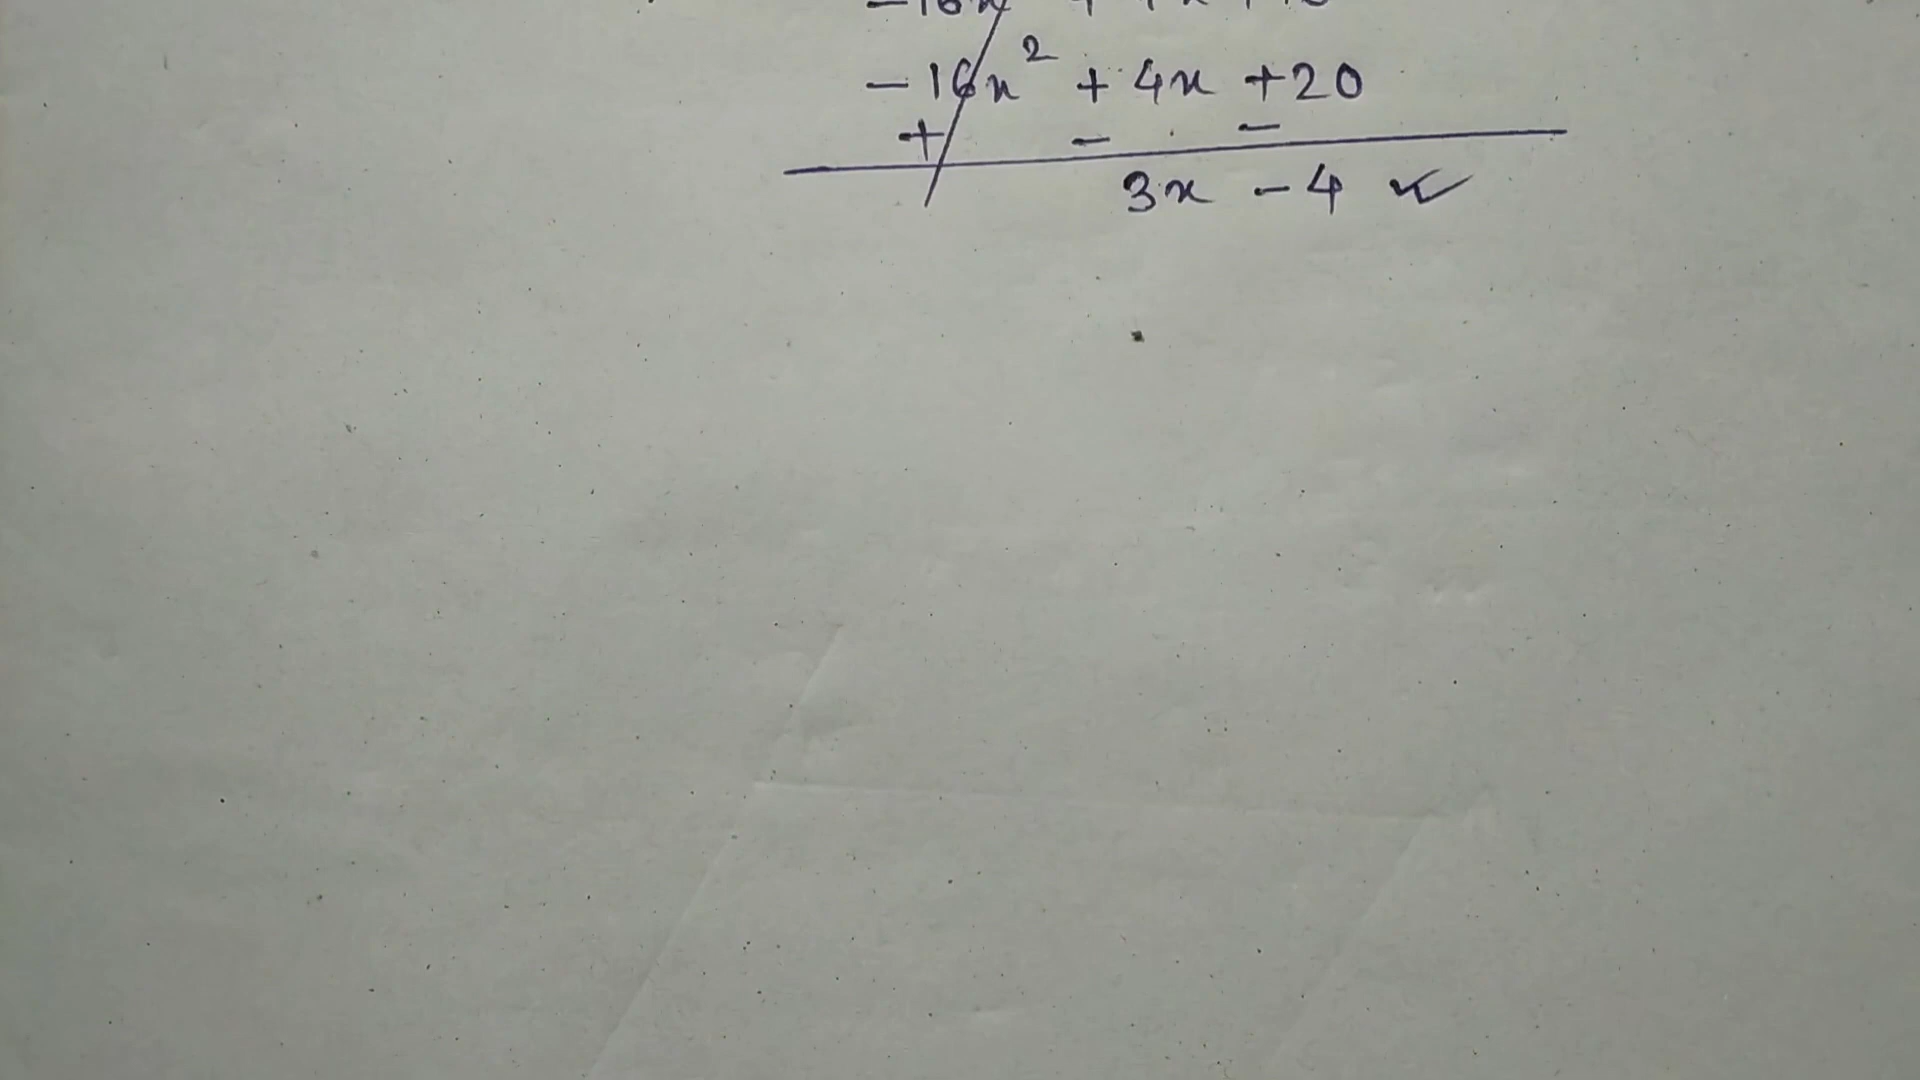 -16x² + 4x +20
+ - -
3x - 4 ✓